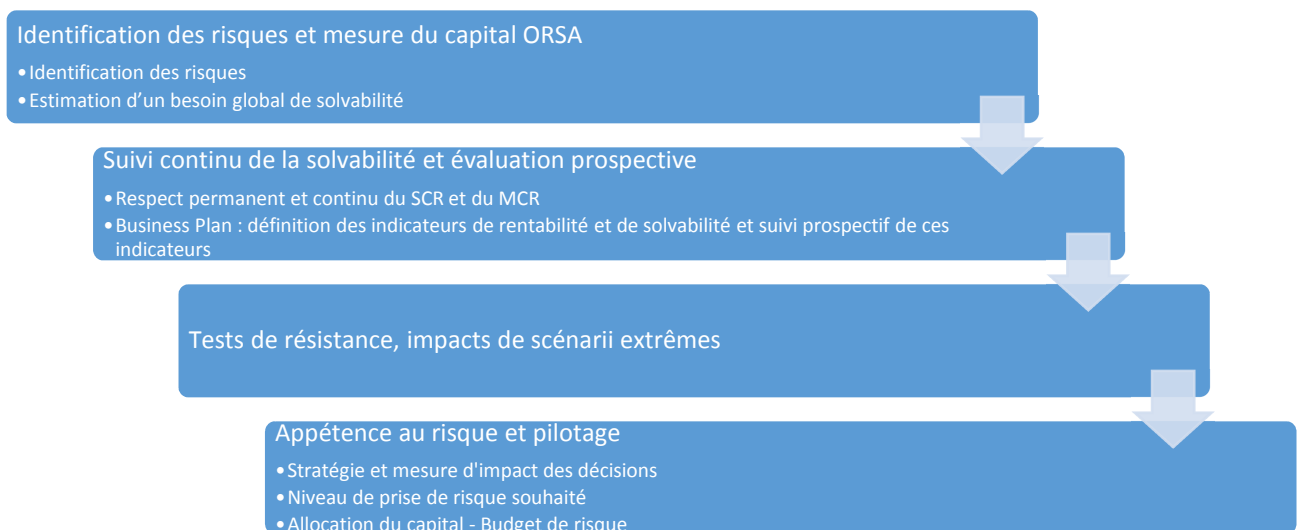 Identification des risques et mesure du capital ORSA
•Identification des risques
•Estimation d’un besoin global de solvabilité
Suivi continu de la solvabilité et évaluation prospective
•Respect permanent et continu du SCR et du MCR
•Business Plan : définition des indicateurs de rentabilité et de solvabilité et suivi prospectif de ces
indicateurs
Tests de résistance, impacts de scénarii extrêmes
Appétence au risque et pilotage
•Stratégie et mesure d'impact des décisions
•Niveau de prise de risque souhaité
•Allocation du capital - Budget de risque